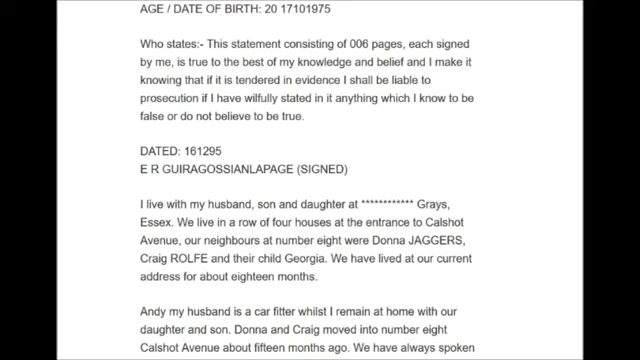 AGE / DATE OF BIRTH: 20 17101975
Who states:- This statement consisting of 006 pages, each signed
by me, is true to the best of my knowledge and belief and I make it
knowing that if it is tendered in evidence I shall be liable to
prosecution if I have wilfully stated in it anything which I know to be
false or do not believe to be true.
DATED: 161295
E R GUIRAGOSSIANLAPAGE (SIGNED)
I live with my husband, son and daughter at ************ Grays,
Essex. We live in a row of four houses at the entrance to Calshot
Avenue, our neighbours at number eight were Donna JAGGERS,
Craig ROLFE and their child Georgia. We have lived at our current
address for about eighteen months.
Andy my husband is a car fitter whilst I remain at home with our
daughter and son. Donna and Craig moved into number eight
Calshot Avenue about fifteen months ago. We have always spoken